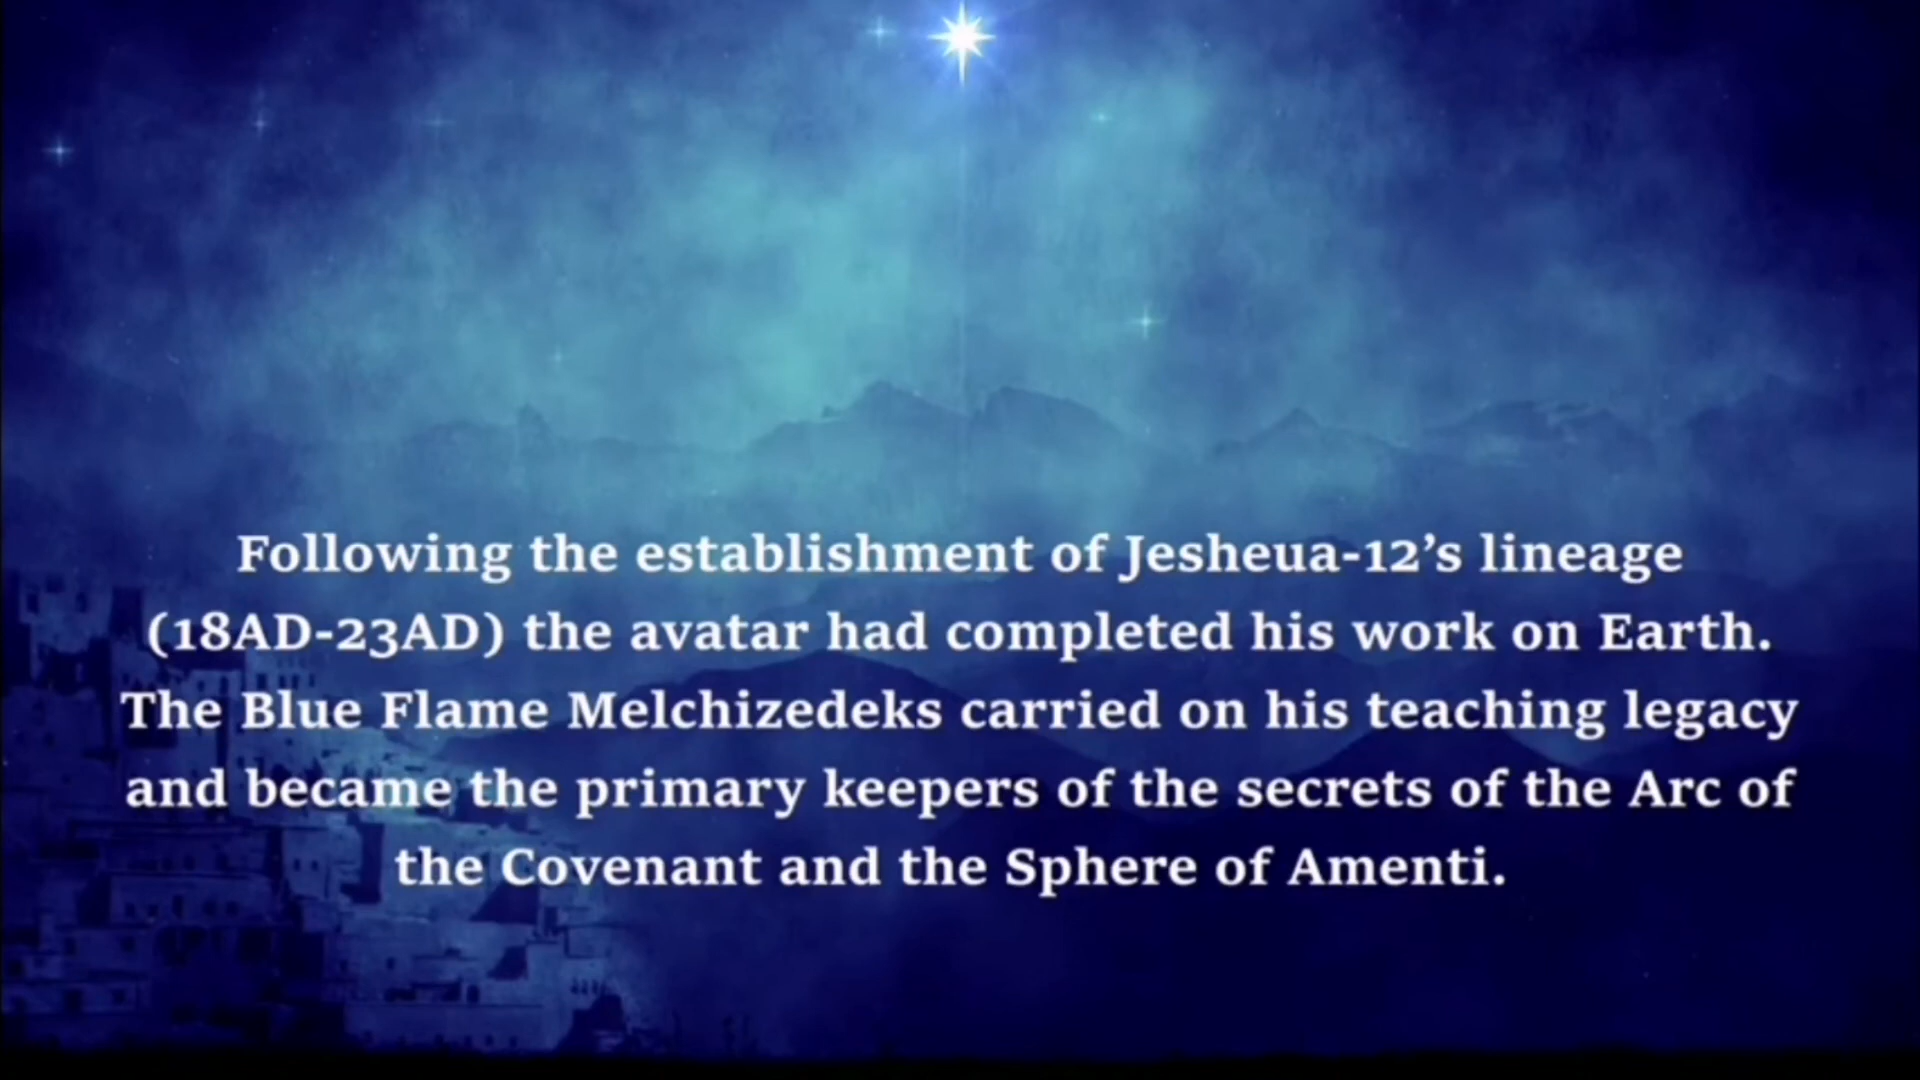 Following the establishment of Jesheua-12’s lineage
(18AD-23AD) the avatar had completed his work on Earth.
The Blue Flame Melchizedeks carried on his teaching legacy
and became the primary keepers of the secrets of the Arc of
the Covenant and the Sphere of Amenti.